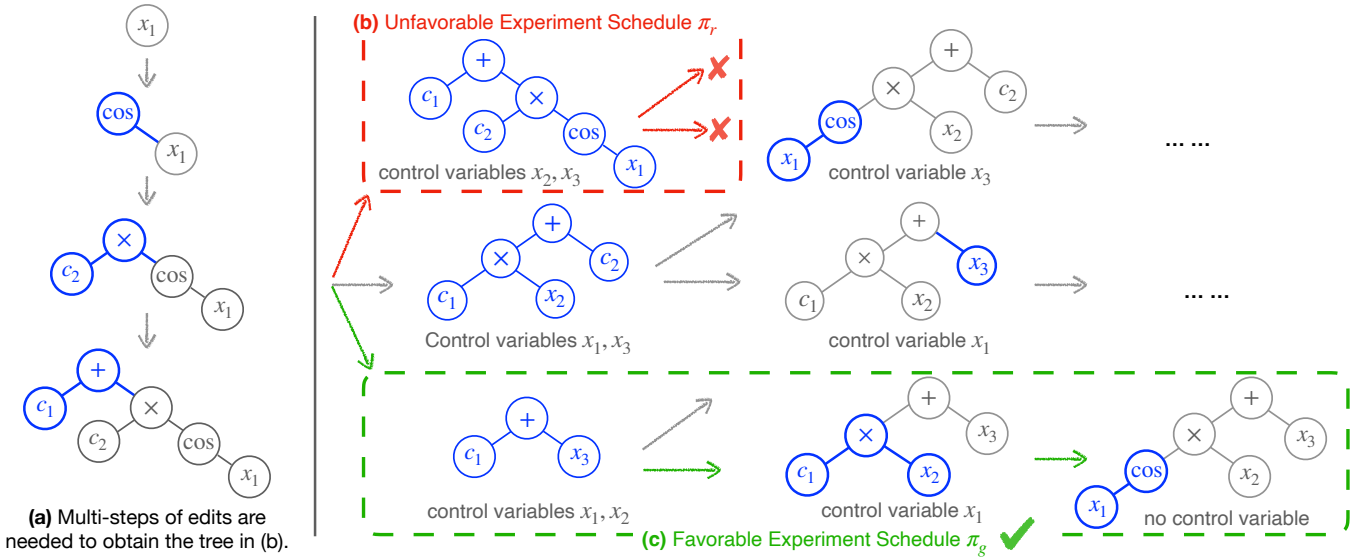 x₁
cos
x₁
×
c₂
cos
x₁
+
c₁
×
c₂
cos
x₁
(a) Multi-steps of edits are
needed to obtain the tree in (b).
(b) Unfavorable Experiment Schedule πᵣ
+
c₁
×
c₂
cos
x₁
✘
✘
control variables x₂, x₃
+
×
c₂
cos
x₂
x₁
control variable x₃
... ...
+
×
c₂
c₁
x₂
Control variables x₁, x₃
+
×
x₃
c₁
x₂
control variable x₁
... ...
+
c₁
x₃
control variables x₁, x₂
+
×
x₃
c₁
x₂
control variable x₁
+
×
x₃
cos
x₂
x₁
no control variable
(c) Favorable Experiment Schedule π_g ✔